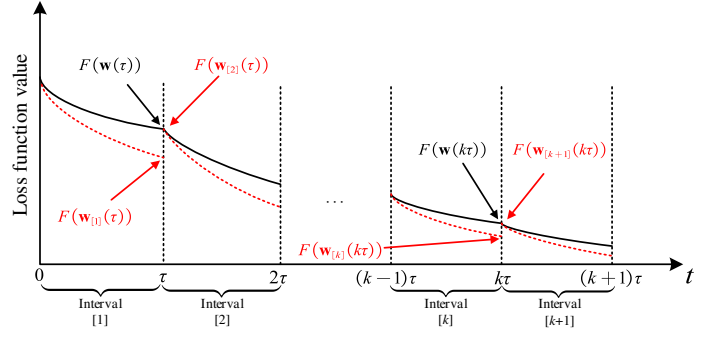 Loss function value
F(w(τ))
F(w[2](τ))
F(w[1](τ))
...
F(w(kτ))
F(w[k+1](kτ))
F(w[k](kτ))
0
τ
2τ
(k−1)τ
kτ
(k+1)τ
t
Interval
[1]
Interval
[2]
Interval
[k]
Interval
[k+1]